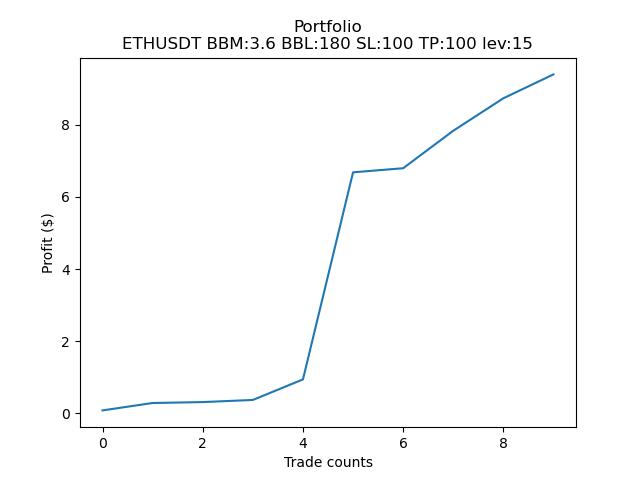 Portfolio
ETHUSDT BBM:3.6 BBL:180 SL:100 TP:100 lev:15
Profit ($)
8
6
4
2
0
0 2 4 6 8
Trade counts